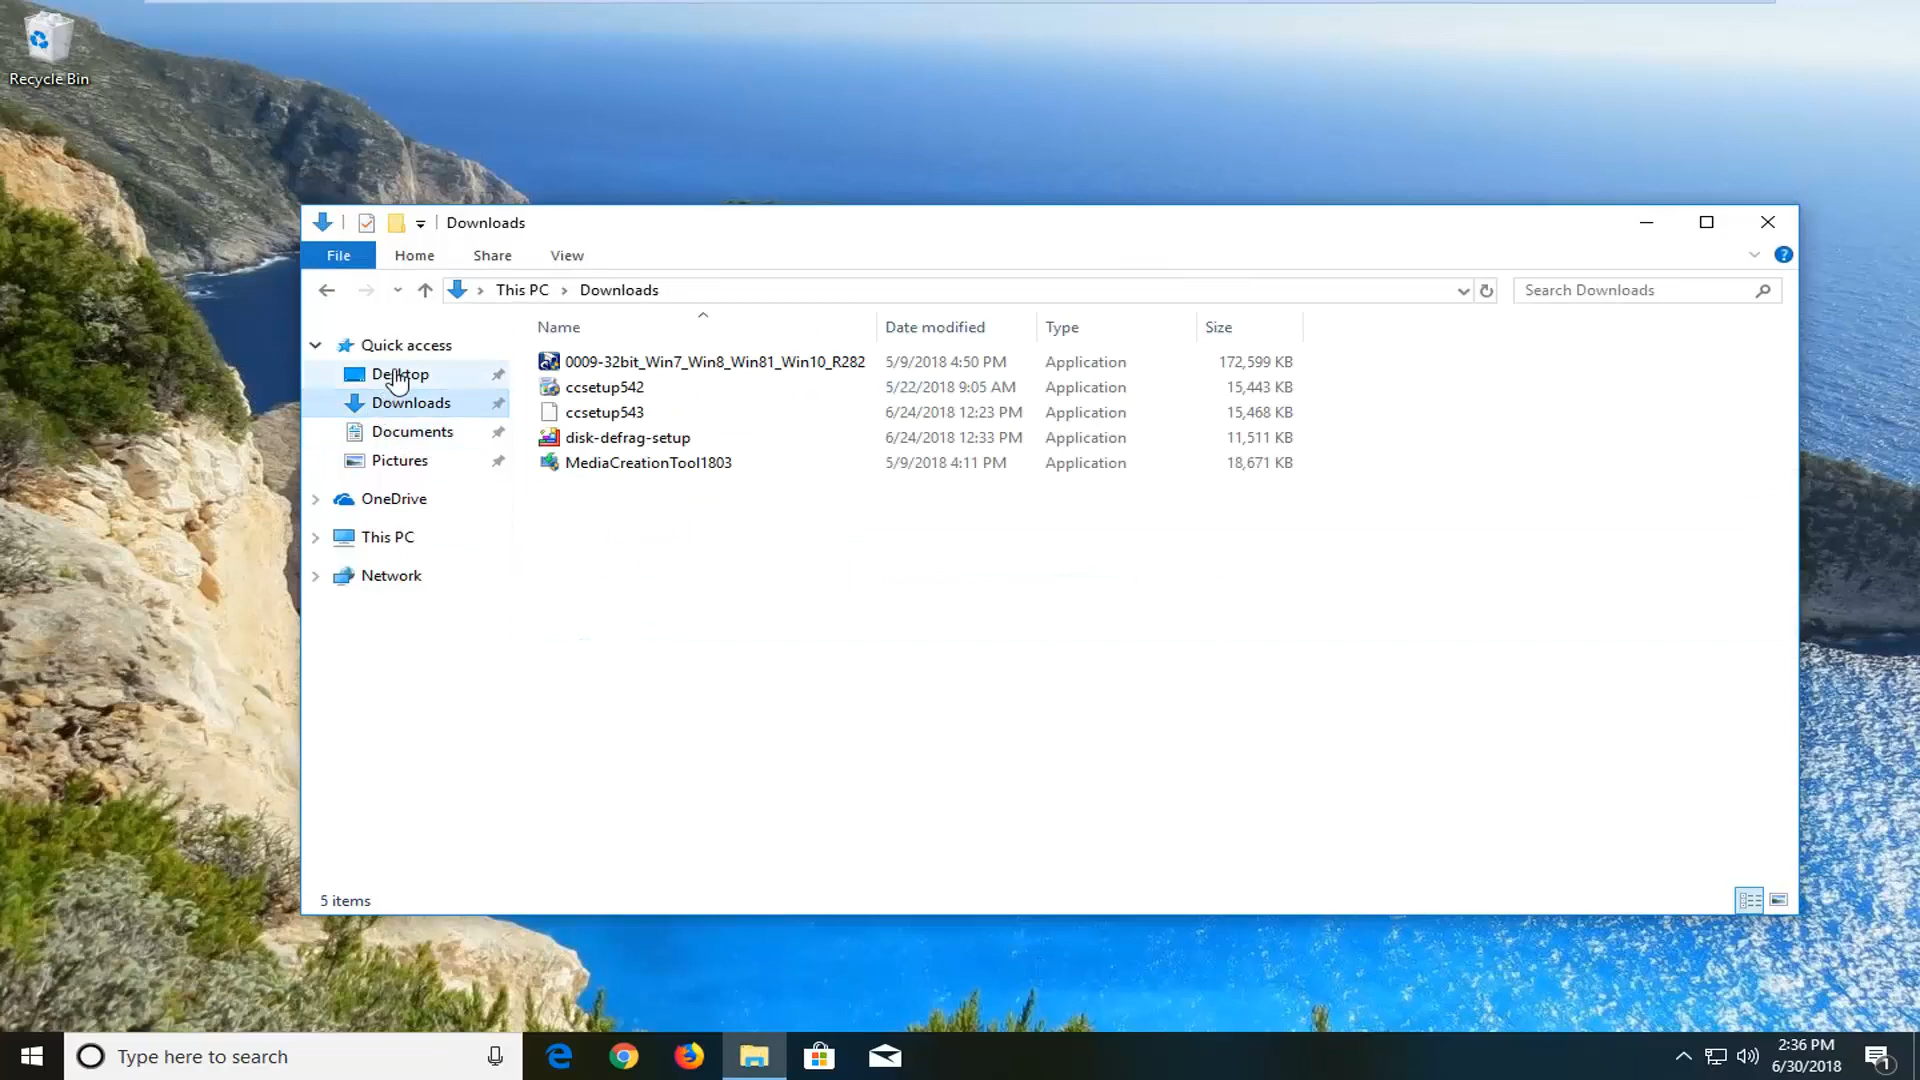 Recycle Bin
Downloads
File Home Share View
This PC Downloads
Search Downloads
Name Date modified Type Size
Quick access
Desktop
Downloads
Documents
Pictures
OneDrive
This PC
Network
0009-32bit_Win7_Win8_Win81_Win10_R282 5/9/2018 4:50 PM Application 172,599 KB
ccsetup542 5/22/2018 9:05 AM Application 15,443 KB
ccsetup543 6/24/2018 12:23 PM Application 15,468 KB
disk-defrag-setup 6/24/2018 12:33 PM Application 11,511 KB
MediaCreationTool1803 5/9/2018 4:11 PM Application 18,671 KB
5 items
Type here to search
2:36 PM
6/30/2018
1